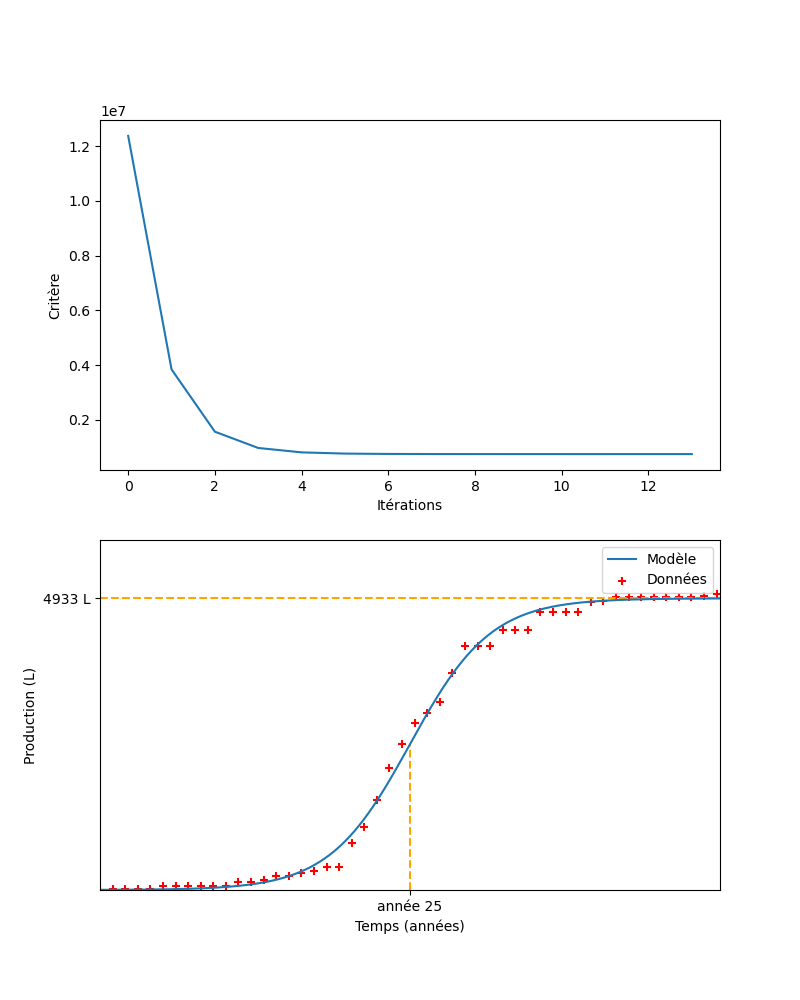 1e7
1.2
1.0
0.8
0.6
0.4
0.2
Critère
0 2 4 6 8 10 12
Itérations
Modèle
Données
4933 L
Production (L)
année 25
Temps (années)